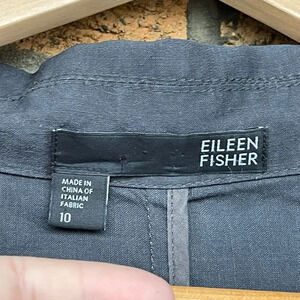 EILEEN
FISHER
MADE IN
CHINA OF
ITALIAN
FABRIC
10